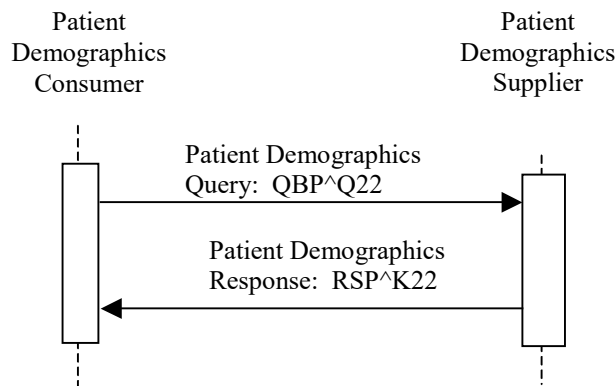 Patient
Demographics
Consumer
Patient
Demographics
Supplier
Patient Demographics
Query:  QBP^Q22
Patient Demographics
Response:  RSP^K22